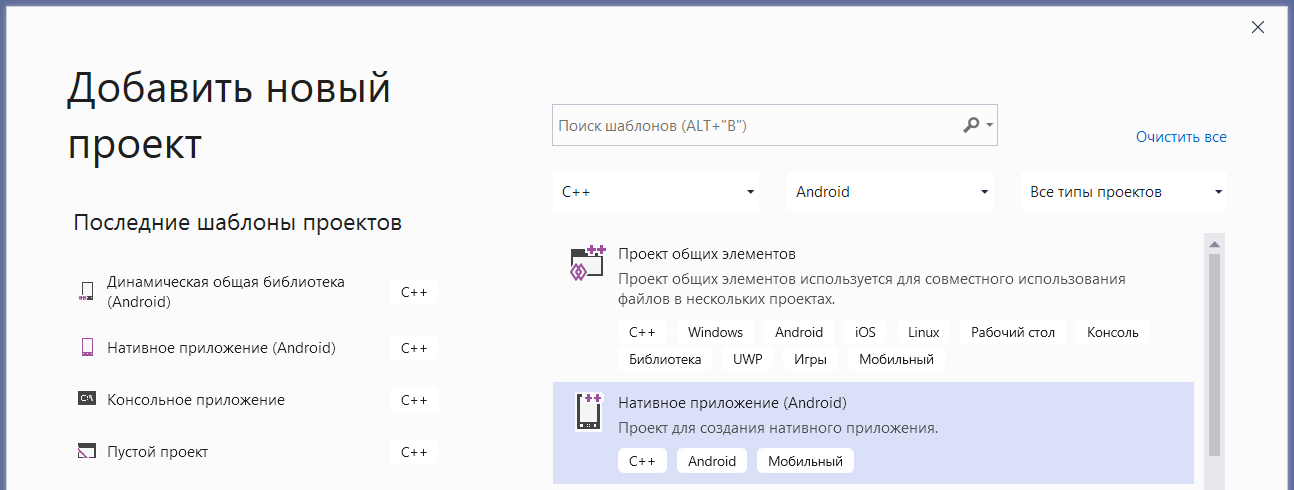 Добавить новый
проект
Последние шаблоны проектов
Динамическая общая библиотека
(Android)
C++
Нативное приложение (Android)
C++
C:\
Консольное приложение
C++
Пустой проект
C++
Поиск шаблонов (ALT+"B")
Очистить все
C++
Android
Все типы проектов
Проект общих элементов
Проект общих элементов используется для совместного использования
файлов в нескольких проектах.
C++ Windows Android iOS Linux Рабочий стол Консоль
Библиотека UWP Игры Мобильный
Нативное приложение (Android)
Проект для создания нативного приложения.
C++ Android Мобильный